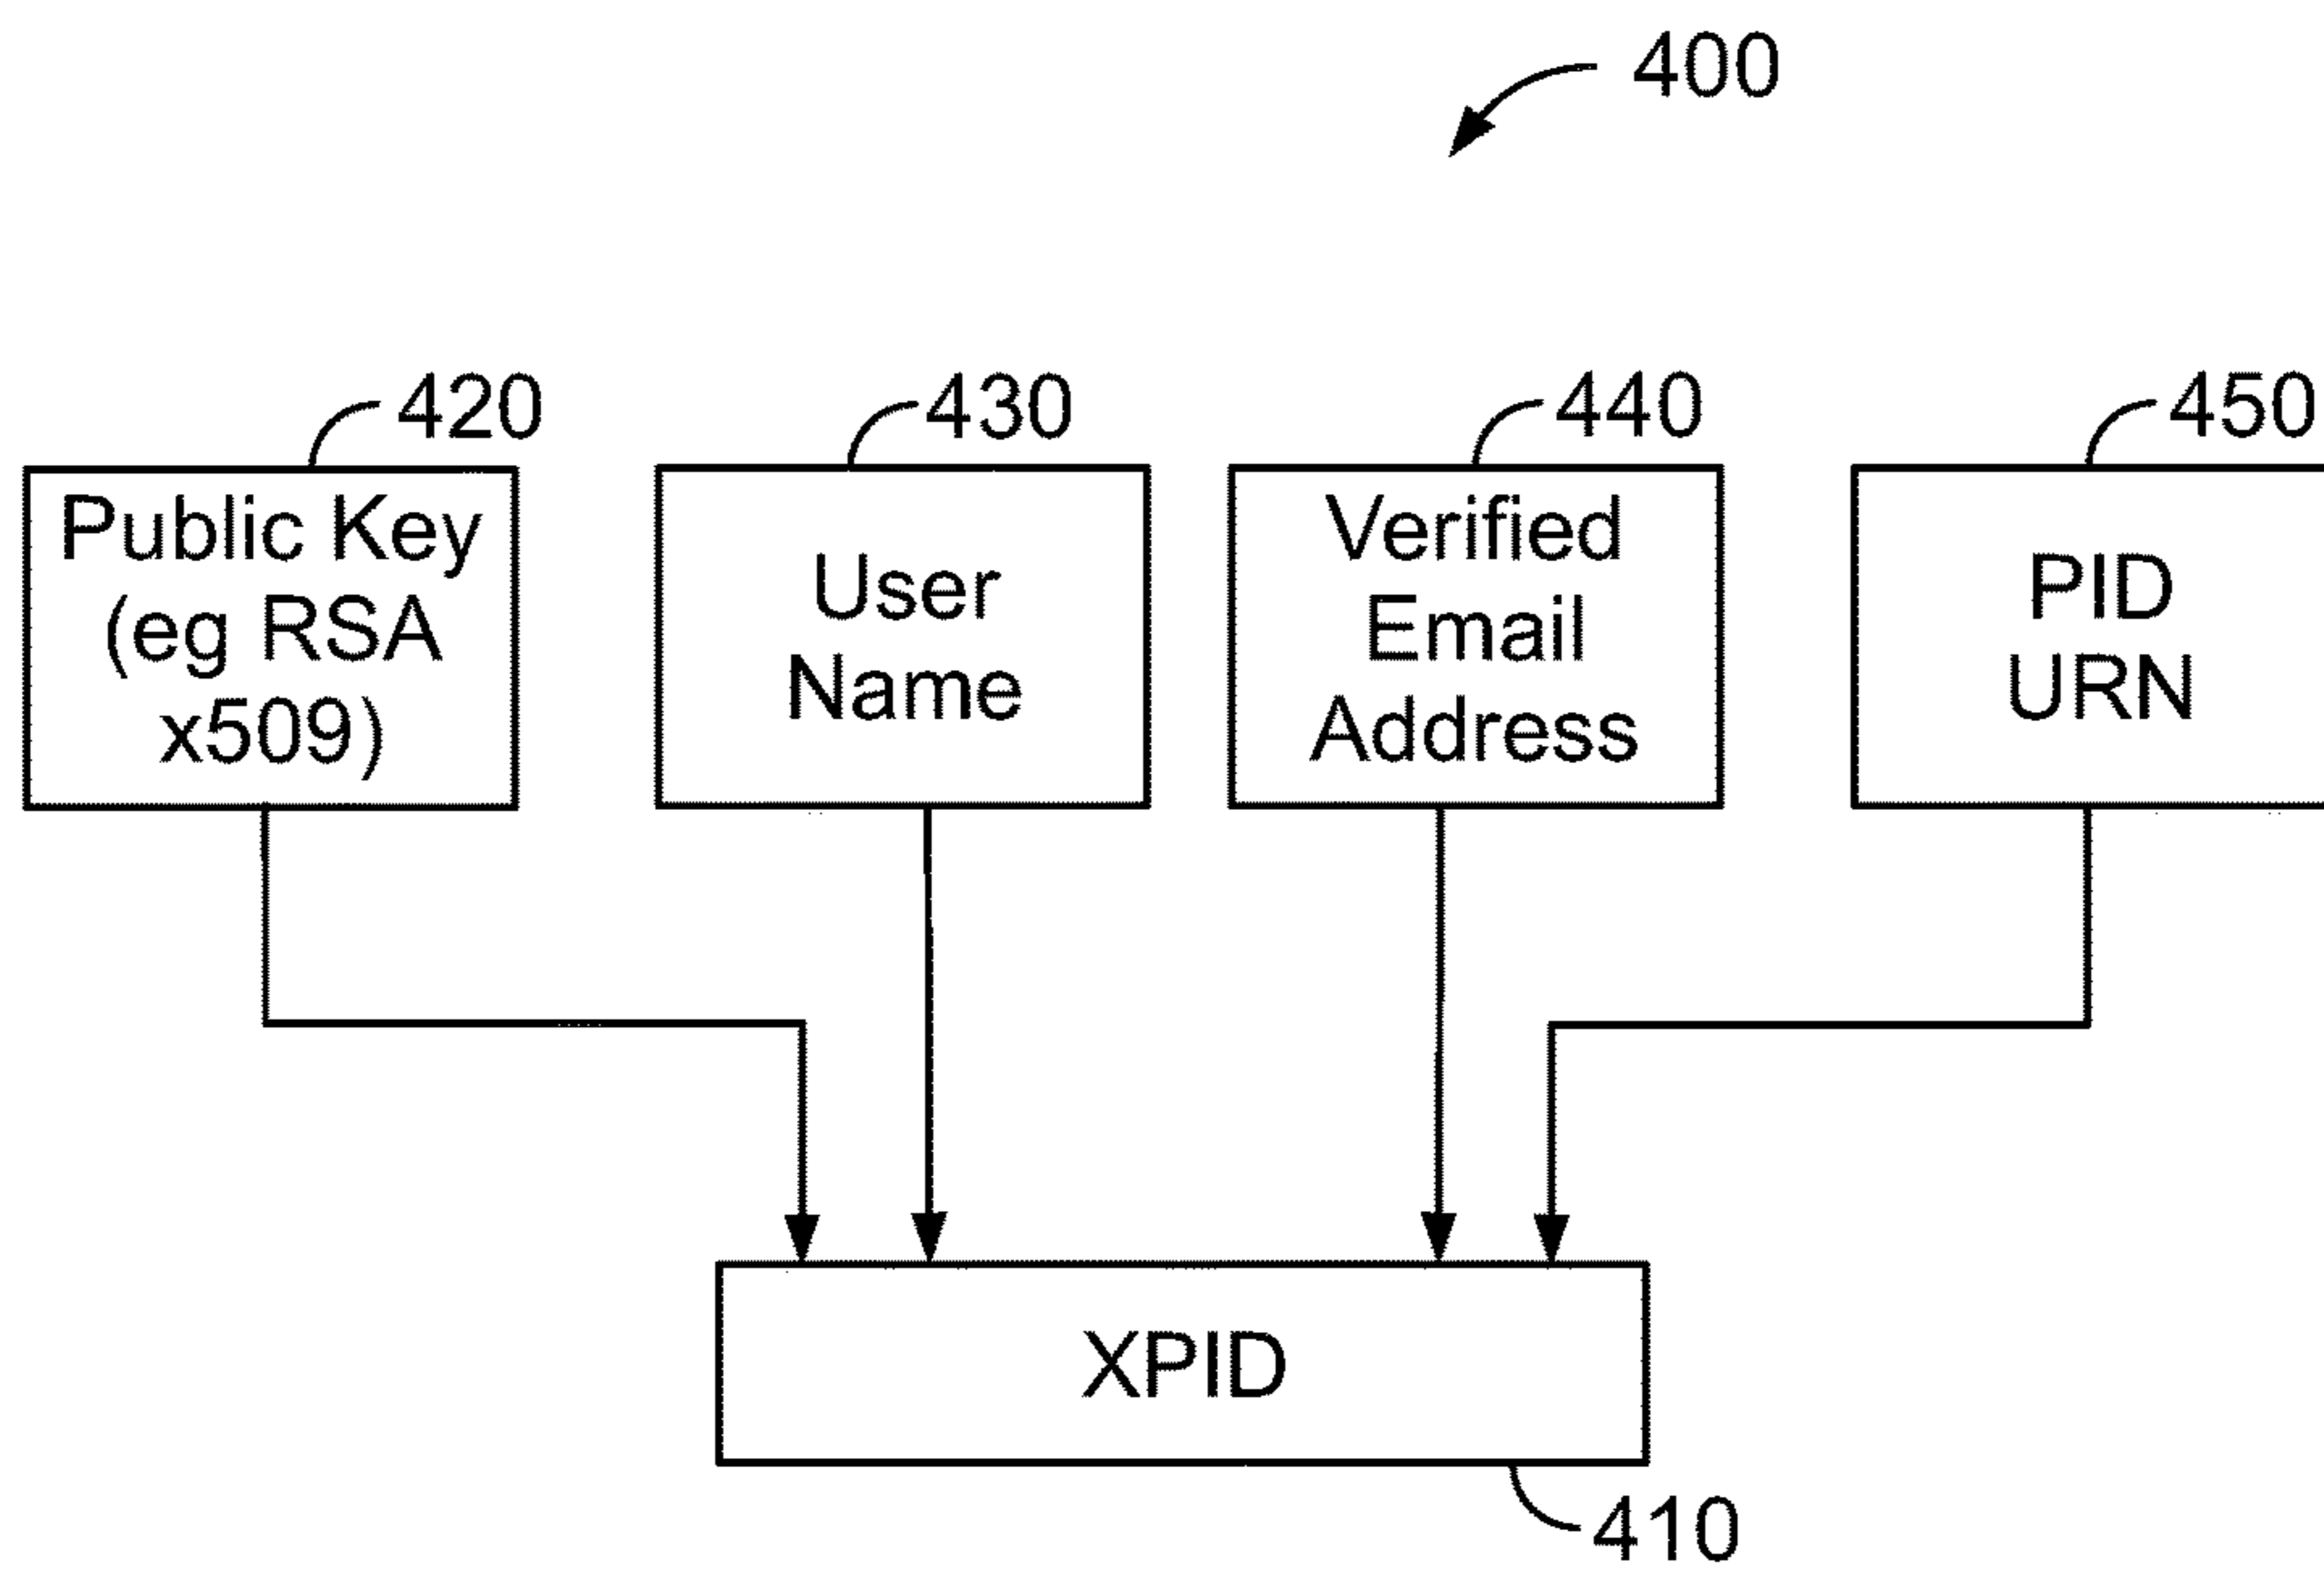 400
420
430
440
450
Public Key
(eg RSA
x509)
User
Name
Verified
Email
Address
PID
URN
XPID
410